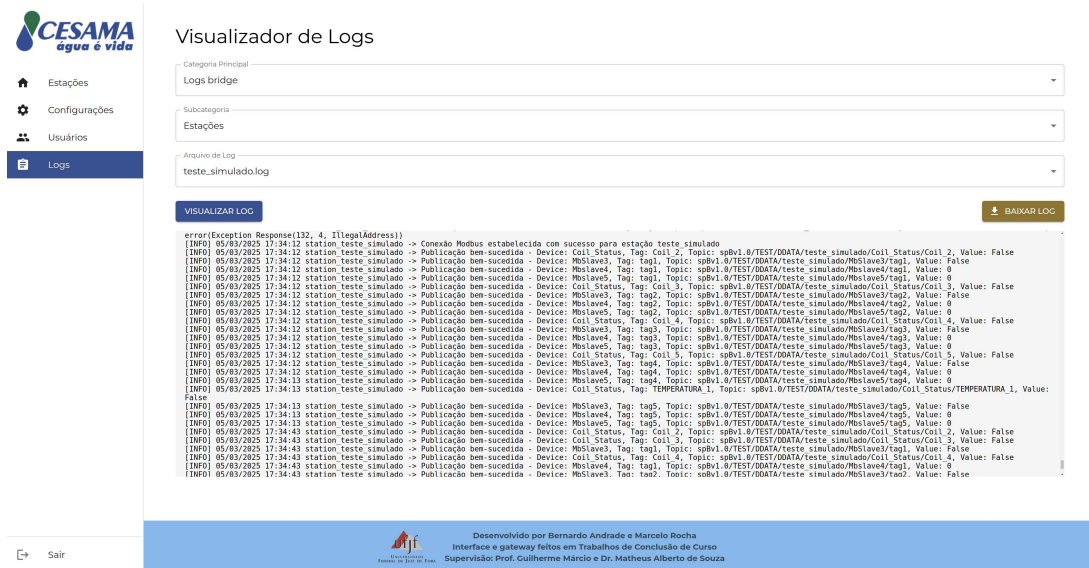 CESAMA
água é vida
Estações
Configurações
Usuários
Logs
Sair
Visualizador de Logs
Categoria Principal
Logs bridge
Subcategoria
Estações
Arquivo de Log
teste_simulado.log
VISUALIZAR LOG
BAIXAR LOG
error(Exception Response(132, 4, IllegalAddress))
[INFO] 05/03/2025 17:34:12 station_teste_simulado -> Conexão Modbus estabelecida com sucesso para estação teste_simulado
[INFO] 05/03/2025 17:34:12 station_teste_simulado -> Publicação bem-sucedida - Device: Coil_Status, Tag: Coil_2, Topic: spBv1.0/TEST/DDATA/teste_simulado/Coil_Status/Coil_2, Value: False
[INFO] 05/03/2025 17:34:12 station_teste_simulado -> Publicação bem-sucedida - Device: MbSlave3, Tag: tag1, Topic: spBv1.0/TEST/DDATA/teste_simulado/MbSlave3/tag1, Value: False
[INFO] 05/03/2025 17:34:12 station_teste_simulado -> Publicação bem-sucedida - Device: Mbslave4, Tag: tag1, Topic: spBv1.0/TEST/DDATA/teste_simulado/Mbslave4/tag1, Value: 0
[INFO] 05/03/2025 17:34:12 station_teste_simulado -> Publicação bem-sucedida - Device: Mbslave5, Tag: tag1, Topic: spBv1.0/TEST/DDATA/teste_simulado/Mbslave5/tag1, Value: 0
[INFO] 05/03/2025 17:34:12 station_teste_simulado -> Publicação bem-sucedida - Device: Coil_Status, Tag: Coil_3, Topic: spBv1.0/TEST/DDATA/teste_simulado/Coil_Status/Coil_3, Value: False
[INFO] 05/03/2025 17:34:12 station_teste_simulado -> Publicação bem-sucedida - Device: MbSlave3, Tag: tag2, Topic: spBv1.0/TEST/DDATA/teste_simulado/MbSlave3/tag2, Value: False
[INFO] 05/03/2025 17:34:12 station_teste_simulado -> Publicação bem-sucedida - Device: Mbslave4, Tag: tag2, Topic: spBv1.0/TEST/DDATA/teste_simulado/Mbslave4/tag2, Value: 0
[INFO] 05/03/2025 17:34:12 station_teste_simulado -> Publicação bem-sucedida - Device: Mbslave5, Tag: tag2, Topic: spBv1.0/TEST/DDATA/teste_simulado/Mbslave5/tag2, Value: 0
[INFO] 05/03/2025 17:34:12 station_teste_simulado -> Publicação bem-sucedida - Device: Coil_Status, Tag: Coil_4, Topic: spBv1.0/TEST/DDATA/teste_simulado/Coil_Status/Coil_4, Value: False
[INFO] 05/03/2025 17:34:12 station_teste_simulado -> Publicação bem-sucedida - Device: MbSlave3, Tag: tag3, Topic: spBv1.0/TEST/DDATA/teste_simulado/MbSlave3/tag3, Value: False
[INFO] 05/03/2025 17:34:12 station_teste_simulado -> Publicação bem-sucedida - Device: Mbslave4, Tag: tag3, Topic: spBv1.0/TEST/DDATA/teste_simulado/Mbslave4/tag3, Value: 0
[INFO] 05/03/2025 17:34:12 station_teste_simulado -> Publicação bem-sucedida - Device: Mbslave5, Tag: tag3, Topic: spBv1.0/TEST/DDATA/teste_simulado/Mbslave5/tag3, Value: 0
[INFO] 05/03/2025 17:34:12 station_teste_simulado -> Publicação bem-sucedida - Device: Coil_Status, Tag: Coil_5, Topic: spBv1.0/TEST/DDATA/teste_simulado/Coil_Status/Coil_5, Value: False
[INFO] 05/03/2025 17:34:12 station_teste_simulado -> Publicação bem-sucedida - Device: MbSlave3, Tag: tag4, Topic: spBv1.0/TEST/DDATA/teste_simulado/MbSlave3/tag4, Value: False
[INFO] 05/03/2025 17:34:12 station_teste_simulado -> Publicação bem-sucedida - Device: Mbslave4, Tag: tag4, Topic: spBv1.0/TEST/DDATA/teste_simulado/Mbslave4/tag4, Value: 0
[INFO] 05/03/2025 17:34:13 station_teste_simulado -> Publicação bem-sucedida - Device: Mbslave5, Tag: tag4, Topic: spBv1.0/TEST/DDATA/teste_simulado/Mbslave5/tag4, Value: 0
[INFO] 05/03/2025 17:34:13 station_teste_simulado -> Publicação bem-sucedida - Device: Coil_Status, Tag: TEMPERATURA_1, Topic: spBv1.0/TEST/DDATA/teste_simulado/Coil_Status/TEMPERATURA_1, Value:
False
[INFO] 05/03/2025 17:34:13 station_teste_simulado -> Publicação bem-sucedida - Device: MbSlave3, Tag: tag5, Topic: spBv1.0/TEST/DDATA/teste_simulado/MbSlave3/tag5, Value: False
[INFO] 05/03/2025 17:34:13 station_teste_simulado -> Publicação bem-sucedida - Device: Mbslave4, Tag: tag5, Topic: spBv1.0/TEST/DDATA/teste_simulado/Mbslave4/tag5, Value: 0
[INFO] 05/03/2025 17:34:13 station_teste_simulado -> Publicação bem-sucedida - Device: Mbslave5, Tag: tag5, Topic: spBv1.0/TEST/DDATA/teste_simulado/Mbslave5/tag5, Value: 0
[INFO] 05/03/2025 17:34:43 station_teste_simulado -> Publicação bem-sucedida - Device: Coil_Status, Tag: Coil_2, Topic: spBv1.0/TEST/DDATA/teste_simulado/Coil_Status/Coil_2, Value: False
[INFO] 05/03/2025 17:34:43 station_teste_simulado -> Publicação bem-sucedida - Device: Coil_Status, Tag: Coil_3, Topic: spBv1.0/TEST/DDATA/teste_simulado/Coil_Status/Coil_3, Value: False
[INFO] 05/03/2025 17:34:43 station_teste_simulado -> Publicação bem-sucedida - Device: MbSlave3, Tag: tag1, Topic: spBv1.0/TEST/DDATA/teste_simulado/MbSlave3/tag1, Value: False
[INFO] 05/03/2025 17:34:43 station_teste_simulado -> Publicação bem-sucedida - Device: Coil_Status, Tag: Coil_4, Topic: spBv1.0/TEST/DDATA/teste_simulado/Coil_Status/Coil_4, Value: False
[INFO] 05/03/2025 17:34:43 station_teste_simulado -> Publicação bem-sucedida - Device: Mbslave4, Tag: tag1, Topic: spBv1.0/TEST/DDATA/teste_simulado/Mbslave4/tag1, Value: 0
[INFO] 05/03/2025 17:34:43 station_teste_simulado -> Publicação bem-sucedida - Device: MbSlave3, Tag: tag2, Topic: spBv1.0/TEST/DDATA/teste_simulado/MbSlave3/tag2, Value: False
ufjf
Universidade
Federal de Juiz de Fora
Desenvolvido por Bernardo Andrade e Marcelo Rocha
Interface e gateway feitos em Trabalhos de Conclusão de Curso
Supervisão: Prof. Guilherme Márcio e Dr. Matheus Alberto de Souza